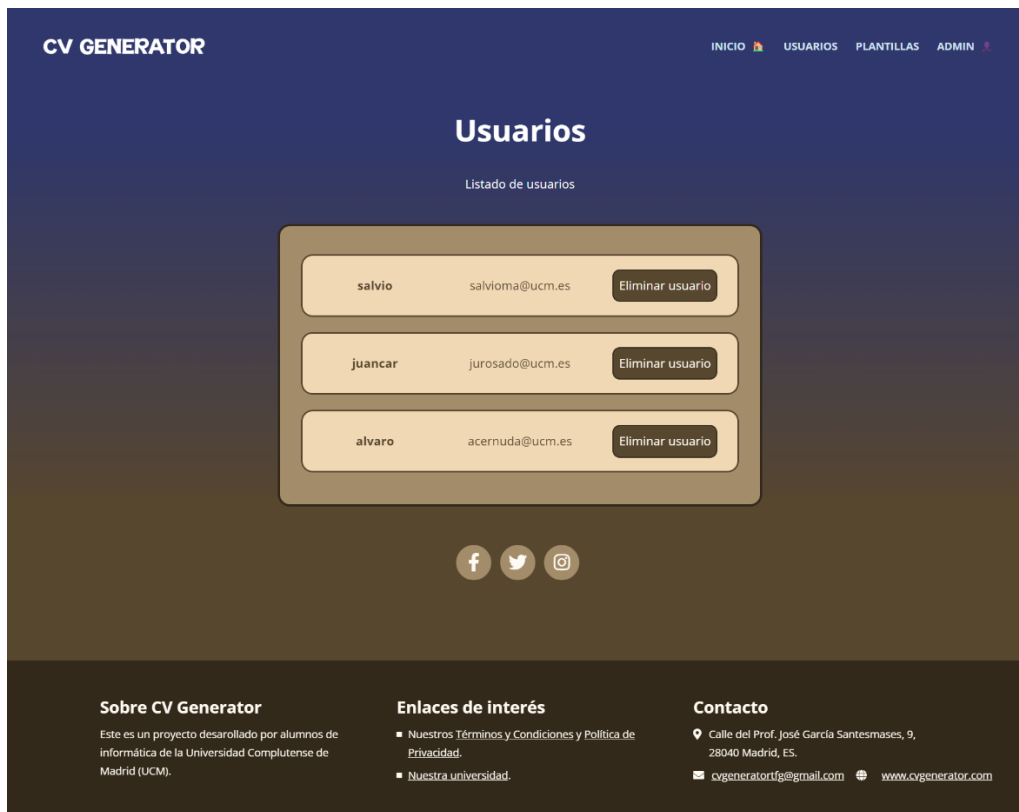 CV GENERATOR
INICIO USUARIOS PLANTILLAS ADMIN
Usuarios
Listado de usuarios
salvio salvioma@ucm.es Eliminar usuario
juancar jurosado@ucm.es Eliminar usuario
alvaro acernuda@ucm.es Eliminar usuario
Sobre CV Generator
Este es un proyecto desarollado por alumnos de
informática de la Universidad Complutense de
Madrid (UCM).
Enlaces de interés
Nuestros Términos y Condiciones y Política de
Privacidad.
Nuestra universidad.
Contacto
Calle del Prof. José García Santesmases, 9,
28040 Madrid, ES.
cvgeneratortfg@gmail.com www.cvgenerator.com